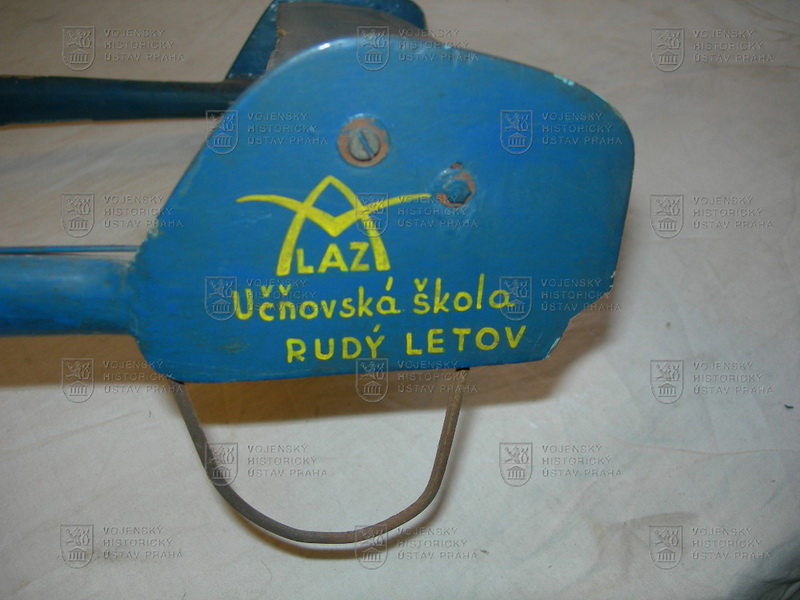 LAZ
Učňovská škola
RUDÝ LETOV
VOJENSKÝ
HISTORICKÝ
ÚSTAV PRAHA